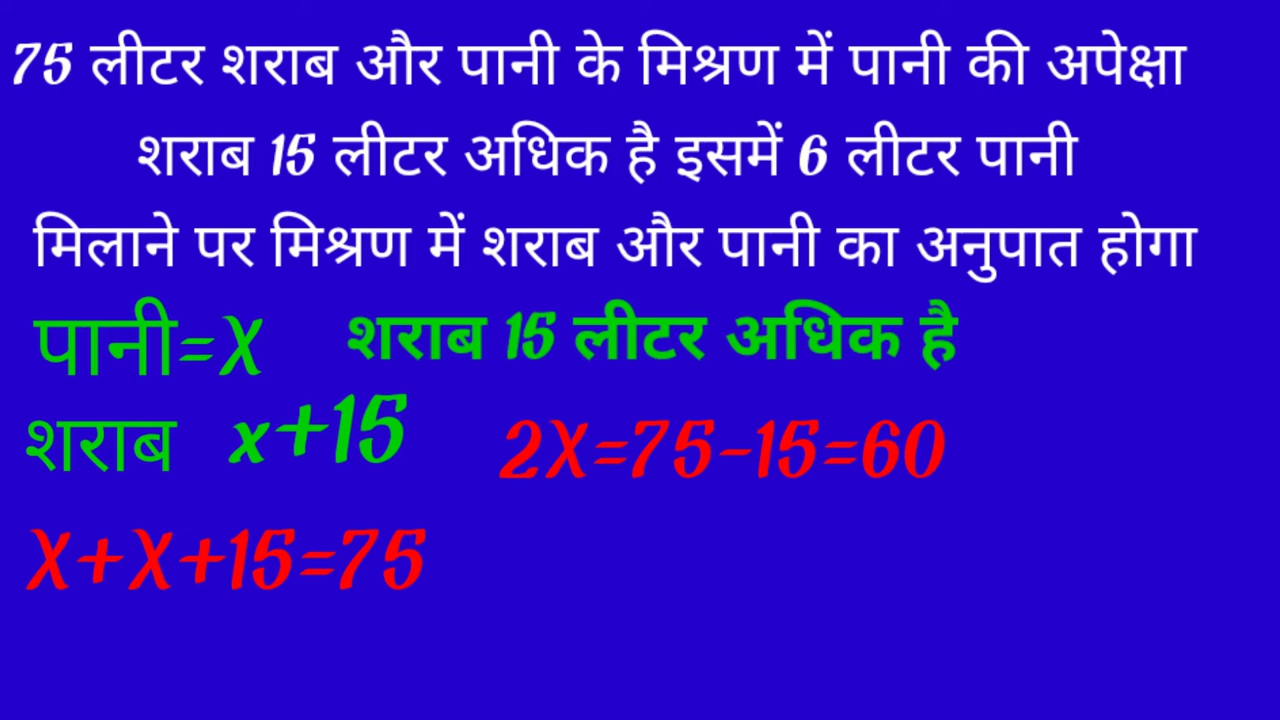 75 लीटर शराब और पानी के मिश्रण में पानी की अपेक्षा
शराब 15 लीटर अधिक है इसमें 6 लीटर पानी
मिलाने पर मिश्रण में शराब और पानी का अनुपात होगा
पानी=X शराब 15 लीटर अधिक है
शराब x+15 2X=75-15=60
X+X+15=75